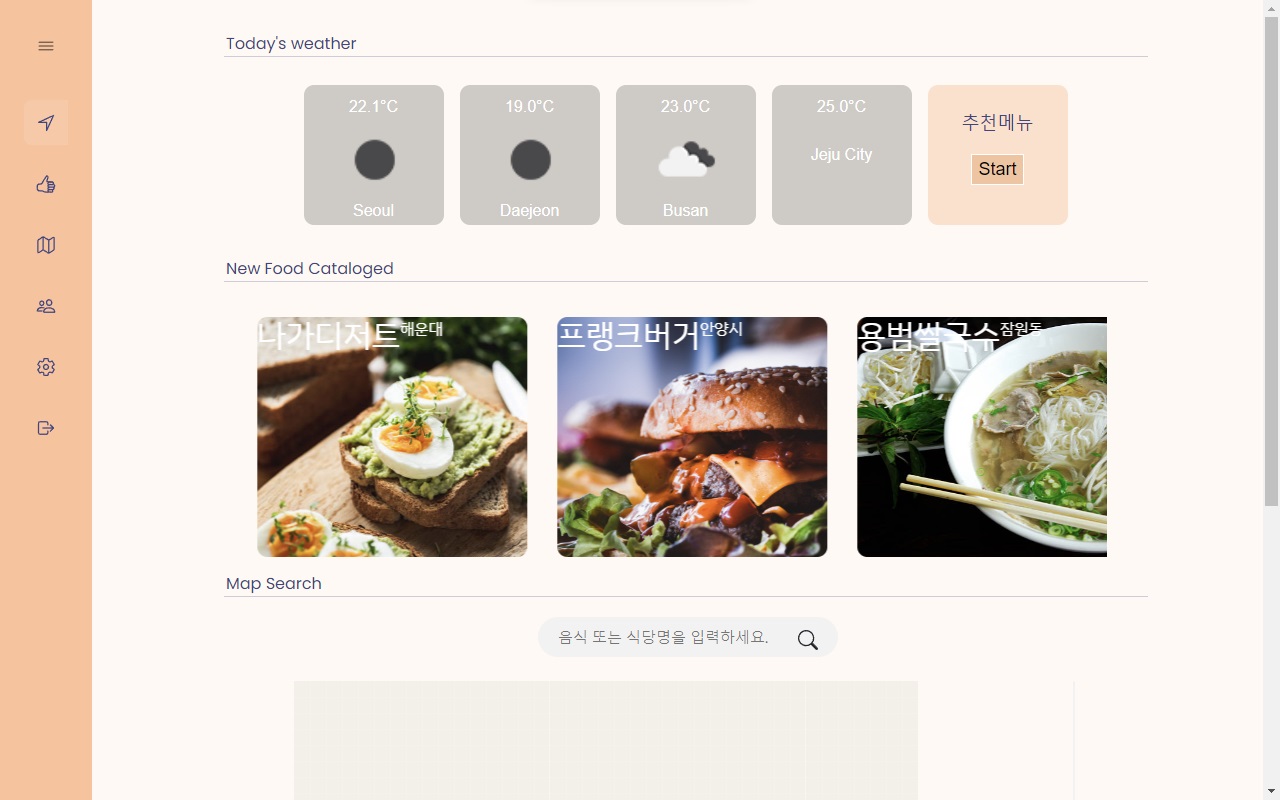 Today's weather
22.1°C
19.0°C
23.0°C
25.0°C
추천메뉴
Jeju City
Start
Seoul
Daejeon
Busan
New Food Cataloged
나가디저트 해운대
프랭크버거 안양시
용범쌀국수 잠원동
Map Search
음식 또는 식당명을 입력하세요.